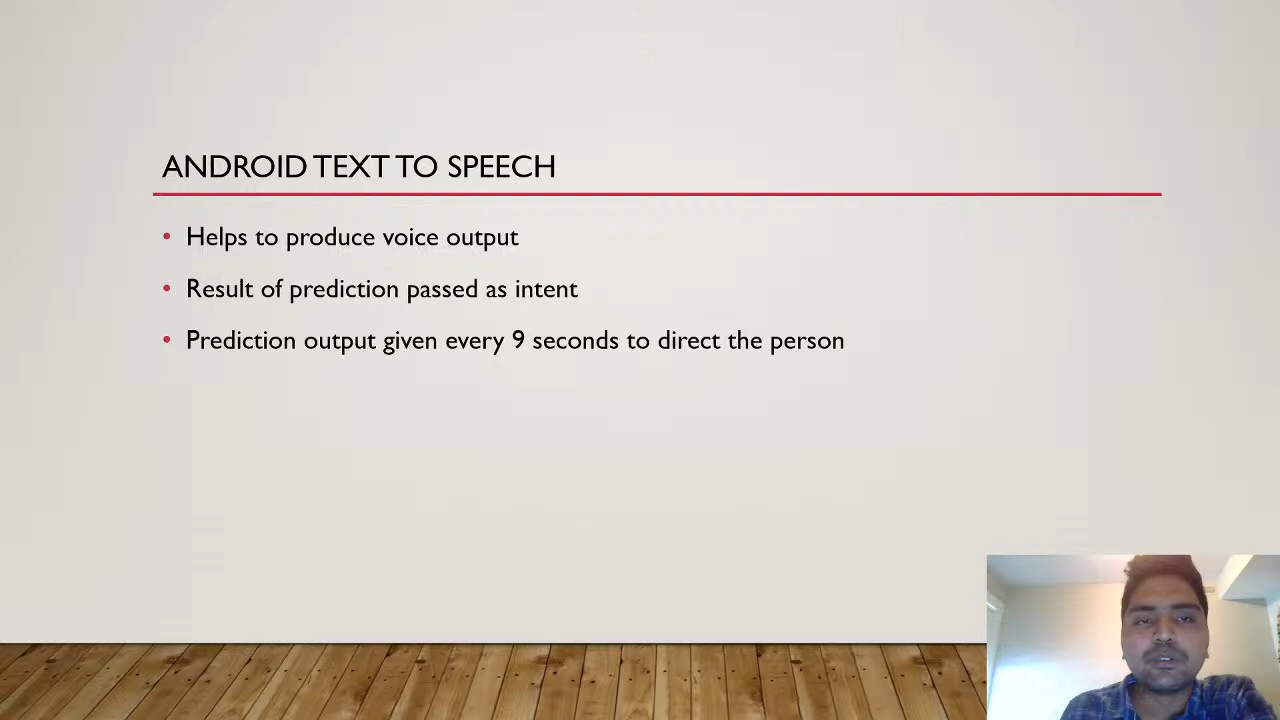 ANDROID TEXT TO SPEECH
Helps to produce voice output
Result of prediction passed as intent
Prediction output given every 9 seconds to direct the person